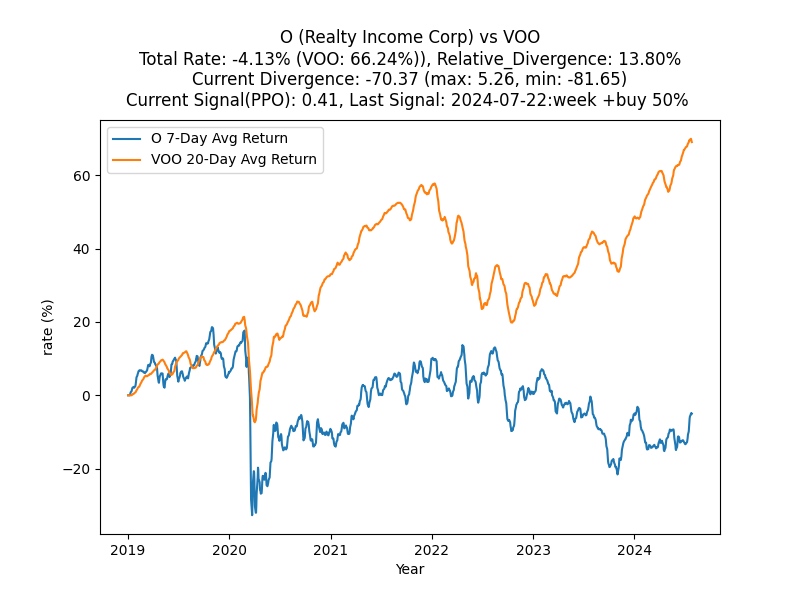 O (Realty Income Corp) vs VOO
Total Rate: -4.13% (VOO: 66.24%)), Relative_Divergence: 13.80%
Current Divergence: -70.37 (max: 5.26, min: -81.65)
Current Signal(PPO): 0.41, Last Signal: 2024-07-22:week +buy 50%
O 7-Day Avg Return
VOO 20-Day Avg Return
rate (%)
60
40
20
0
−20
2019 2020 2021 2022 2023 2024
Year